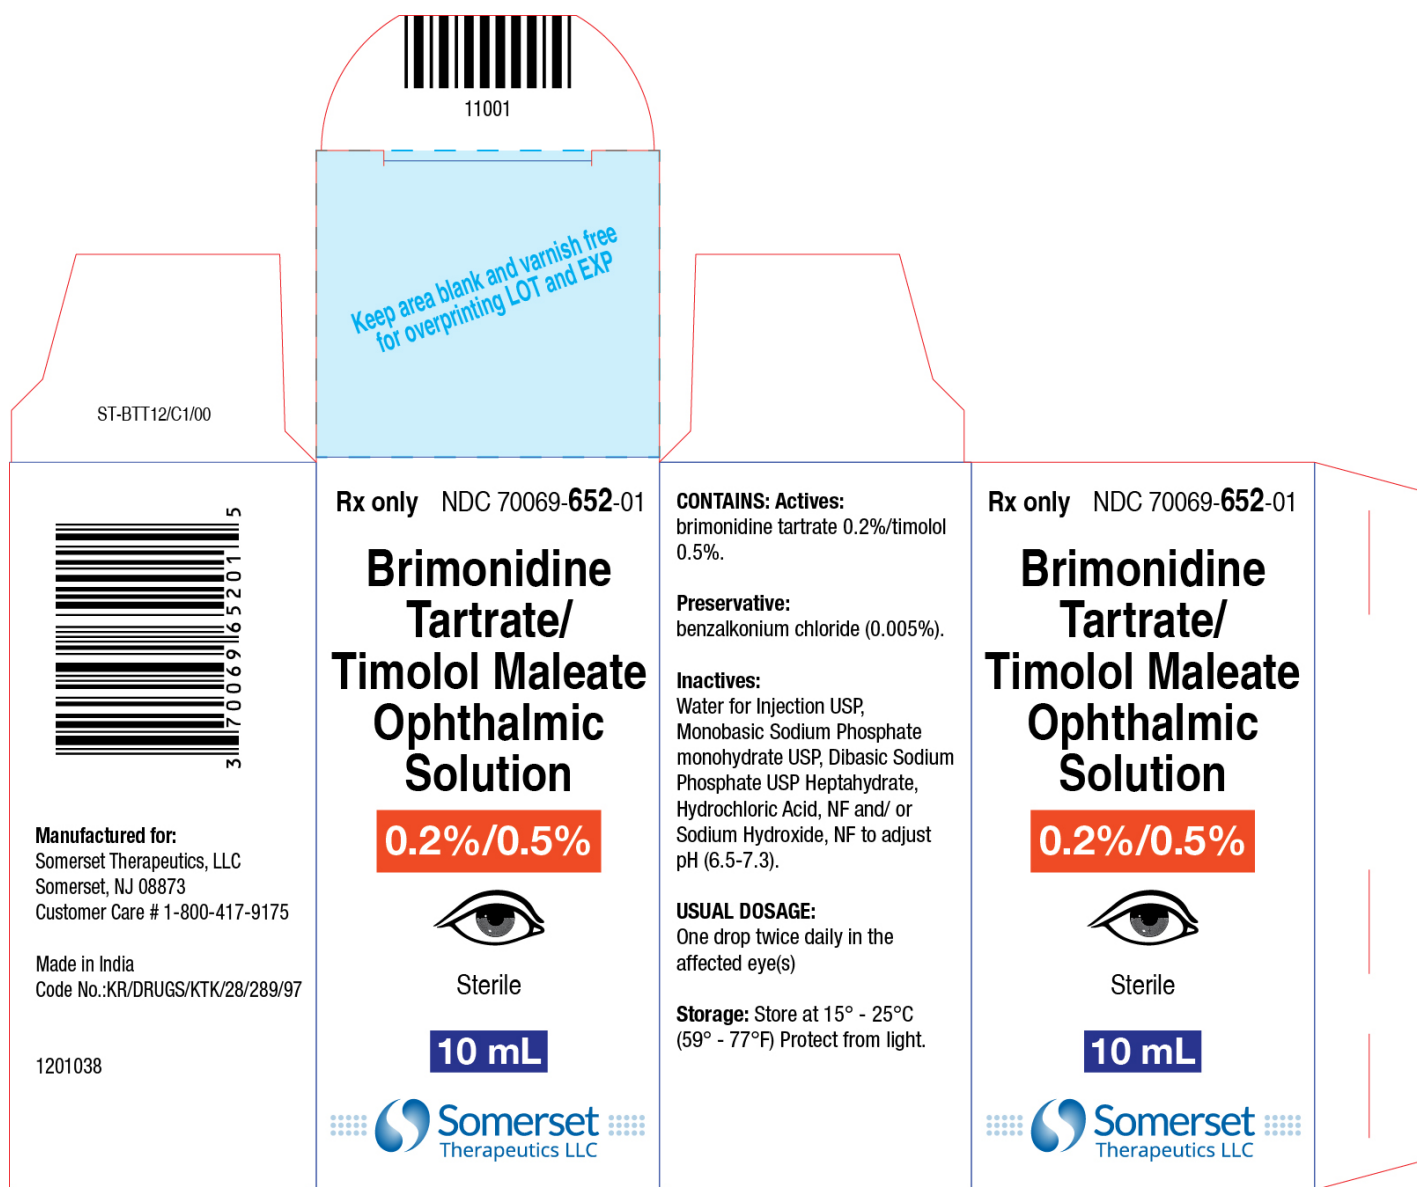 11001
Keep area blank and varnish free
for overprinting LOT and EXP
ST-BTT12/C1/00
3 70069 65201 5
Manufactured for:
Somerset Therapeutics, LLC
Somerset, NJ 08873
Customer Care # 1-800-417-9175
Made in India
Code No.:KR/DRUGS/KTK/28/289/97
1201038
Rx only NDC 70069-652-01
Brimonidine
Tartrate/
Timolol Maleate
Ophthalmic
Solution
0.2%/0.5%
Sterile
10 mL
Somerset
Therapeutics LLC
CONTAINS: Actives:
brimonidine tartrate 0.2%/timolol
0.5%.
Preservative:
benzalkonium chloride (0.005%).
Inactives:
Water for Injection USP,
Monobasic Sodium Phosphate
monohydrate USP, Dibasic Sodium
Phosphate USP Heptahydrate,
Hydrochloric Acid, NF and/ or
Sodium Hydroxide, NF to adjust
pH (6.5-7.3).
USUAL DOSAGE:
One drop twice daily in the
affected eye(s)
Storage: Store at 15° - 25°C
(59° - 77°F) Protect from light.
Rx only NDC 70069-652-01
Brimonidine
Tartrate/
Timolol Maleate
Ophthalmic
Solution
0.2%/0.5%
Sterile
10 mL
Somerset
Therapeutics LLC